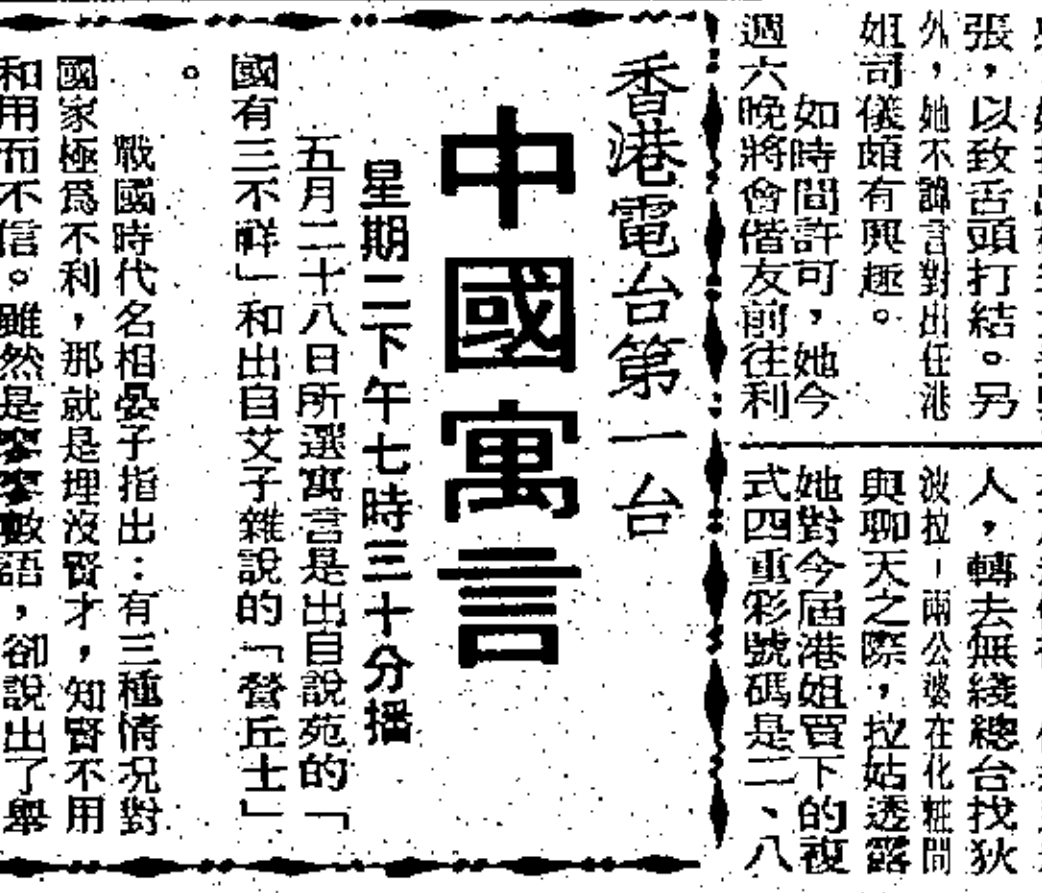 張，以致舌頭打結。另
外，她不諱言對出任港
姐司儀頗有興趣。
如時間許可，她今
週六晚將會偕友前往利
人，轉去無綫總台找狄
波拉－兩公婆在化粧間
與聊天之際，拉姑透露
她對今屆港姐買下的複
式四重彩號碼是二、八
香港電台第一台
中國寓言
星期二下午七時三十分播
五月二十八日所選寓言是出自說苑的「
國有三不祥」和出自艾子雜說的「營丘士」
。
戰國時代名相晏子指出：有三種情况對
國家極爲不利，那就是埋沒賢才，知賢不用
和用而不信。雖然是寥寥數語，卻說出了舉